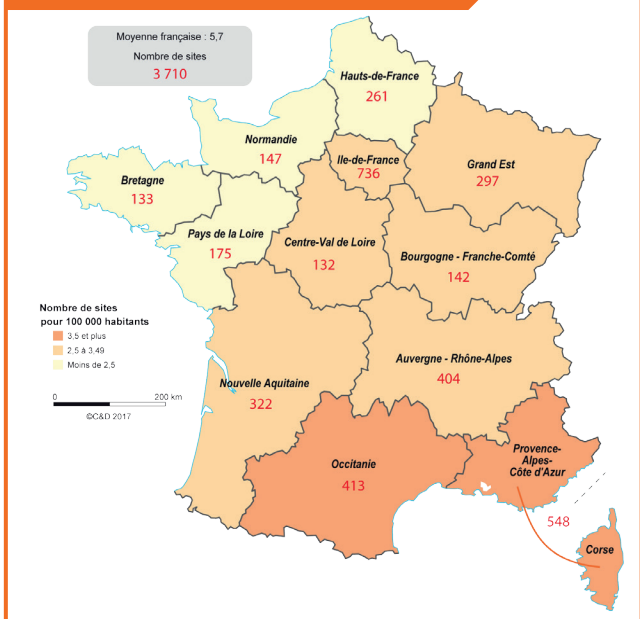 Moyenne française : 5,7
Nombre de sites
3 710
Hauts-de-France
261
Normandie
147
Ile-de-France
736
Grand Est
297
Bretagne
133
Pays de la Loire
175
Centre-Val de Loire
132
Bourgogne - Franche-Comté
142
Nombre de sites
pour 100 000 habitants
3,5 et plus
2,5 à 3,49
Moins de 2,5
0 200 km
©C&D 2017
Auvergne - Rhône-Alpes
404
Nouvelle Aquitaine
322
Occitanie
413
Provence-
Alpes-
Côte d'Azur
548
Corse